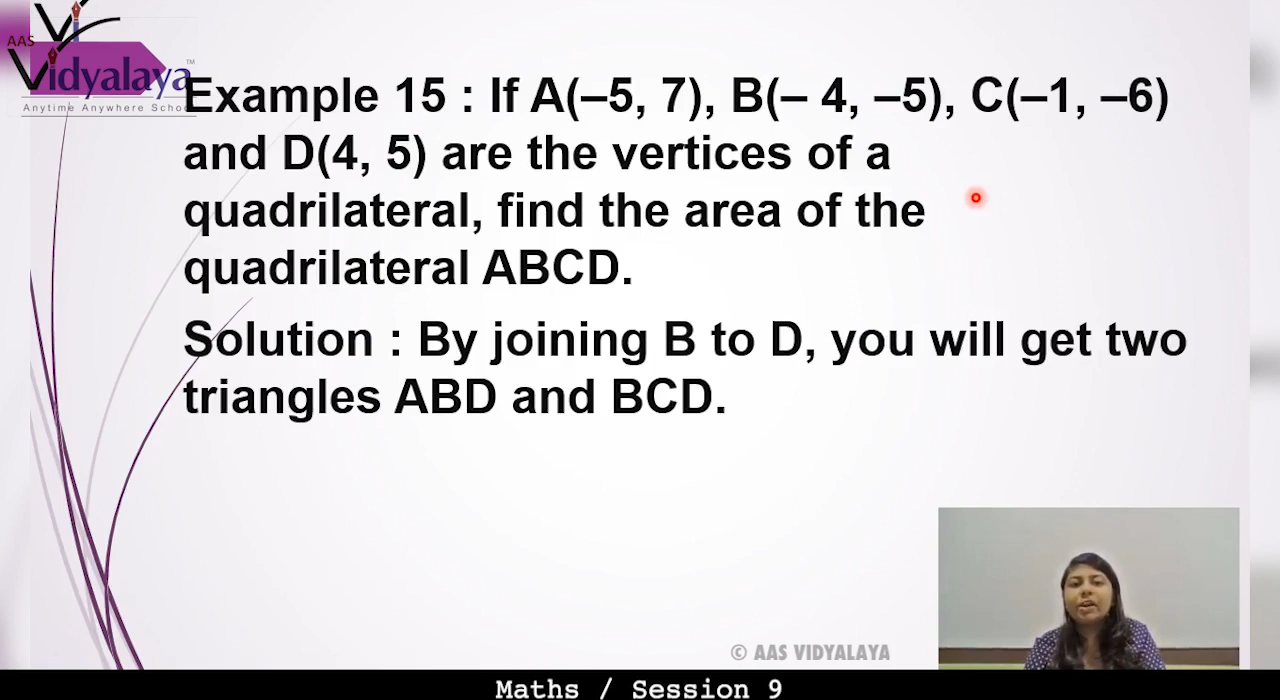 AAS
Vidyalaya™
Anytime Anywhere School
Example 15 : If A(–5, 7), B(– 4, –5), C(–1, –6)
and D(4, 5) are the vertices of a
quadrilateral, find the area of the
quadrilateral ABCD.
Solution : By joining B to D, you will get two
triangles ABD and BCD.
© AAS VIDYALAYA
Maths / Session 9